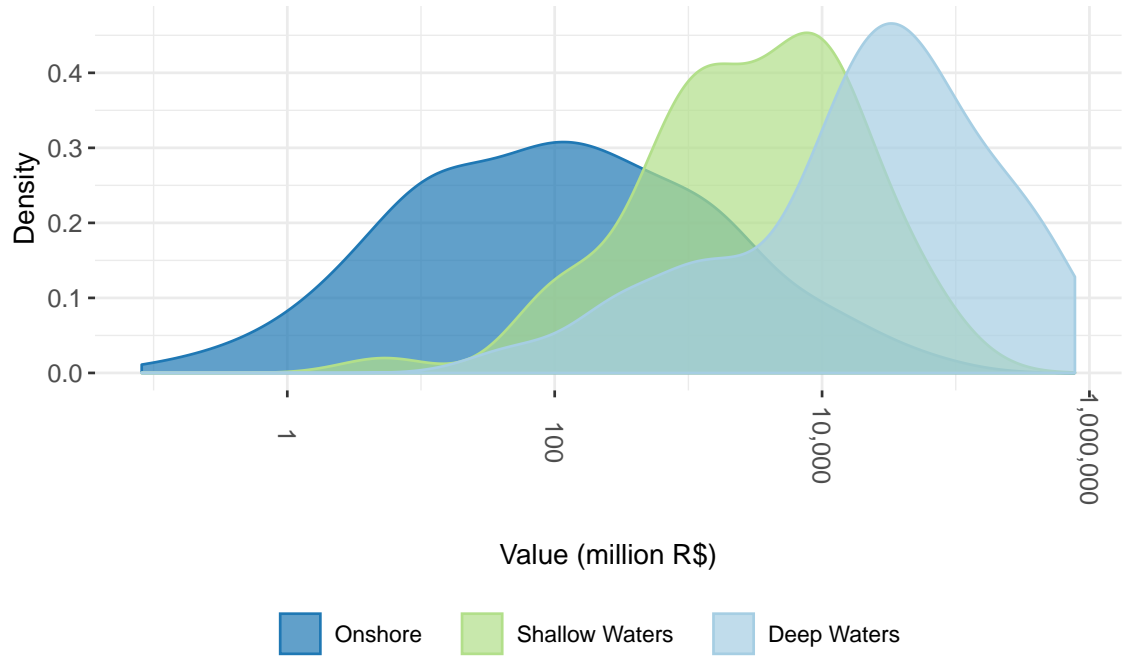 Density
0.4
0.3
0.2
0.1
0.0
1
100
10,000
1,000,000
Value (million R$)
Onshore
Shallow Waters
Deep Waters